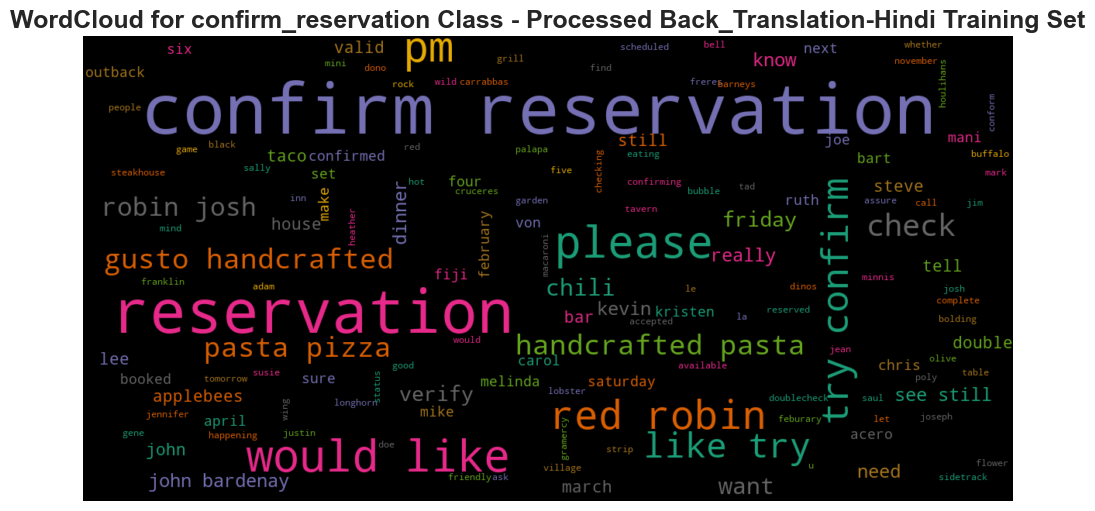 WordCloud for confirm_reservation Class - Processed Back_Translation-Hindi Training Set
six
valid
pm
grill
scheduled
bell
next
whether
outback
mini
dono
find
know
november
rock
wild
carrabbas
freres
barneys
houlihans
people
confirm reservation
conform
game
black
still
joe
mani
taco
confirmed
red
palapa
checking
eating
bart
buffalo
steakhouse
sally
set
four
five
confirming
mark
inn
make
dinner
hot
cruceres
garden
bubble
tad
ruth
steve
assure
call
jim
robin josh
house
heather
february
von
tavern
friday
try confirm
check
mind
please
macaroni
really
tell
gusto handcrafted
fiji
minnis
franklin
adam
chili
le
dinos
josh
reservation
bar
kevin
kristen
la
reserved
complete
accepted
bolding
pasta pizza
would
handcrafted pasta
double
lee
carol
jean
olive
good
available
chris
table
booked
tomorrow
susie
sure
status
melinda
saturday
poly
applebees
longhorn
verify
lobster
doublecheck
saul
see still
jennifer
april
wing
mike
red robin
feburary
let
joseph
gene
happening
justin
gramercy
acero
john
would like
doe
like try
strip
flower
john bardenay
friendly
ask
village
u
need
sidetrack
march
want